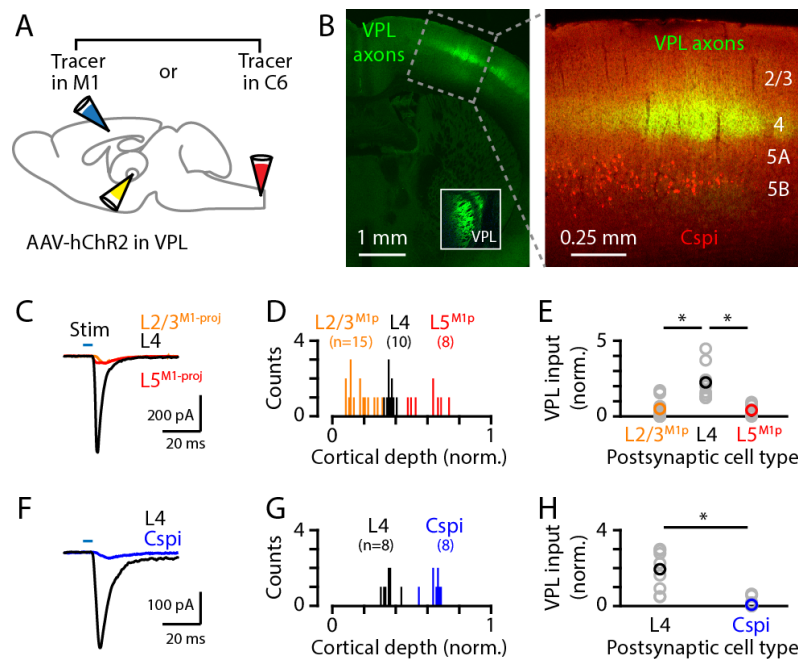 A
Tracer in M1
or
Tracer in C6
AAV-hChR2 in VPL
B
VPL axons
1 mm
VPL
VPL axons
2/3
4
5A
5B
0.25 mm
Cspi
C
Stim
L2/3M1-proj
L4
L5M1-proj
200 pA
20 ms
D
L2/3M1p
L4
L5M1p
(n=15)
(10)
(8)
Counts
4
0
0
1
Cortical depth (norm.)
E
VPL input (norm.)
5
0
*
*
L2/3M1p
L4
L5M1p
Postsynaptic cell type
F
L4
Cspi
100 pA
20 ms
G
L4
Cspi
(n=8)
(8)
Counts
4
0
0
1
Cortical depth (norm.)
H
VPL input (norm.)
4
0
*
L4
Cspi
Postsynaptic cell type